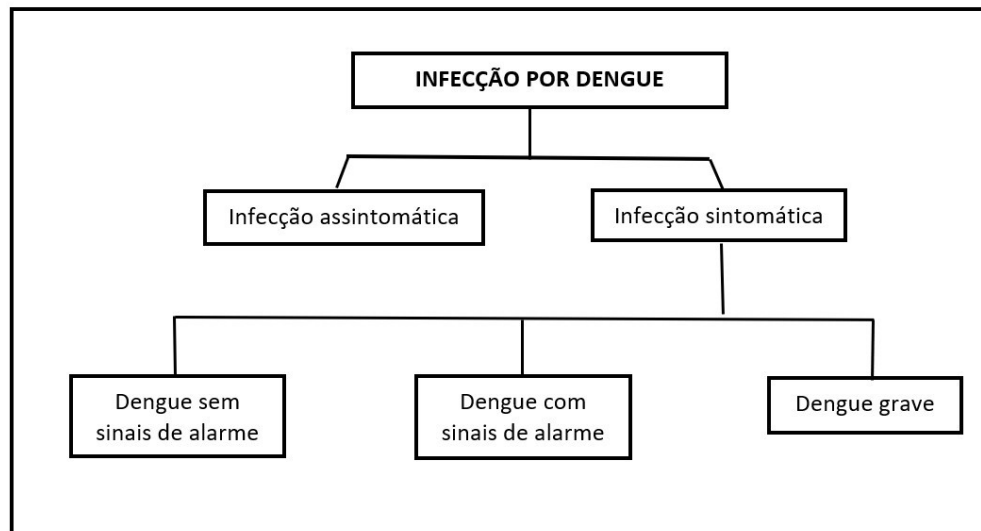 INFECÇÃO POR DENGUE
Infecção assintomática
Infecção sintomática
Dengue sem
sinais de alarme
Dengue com
sinais de alarme
Dengue grave